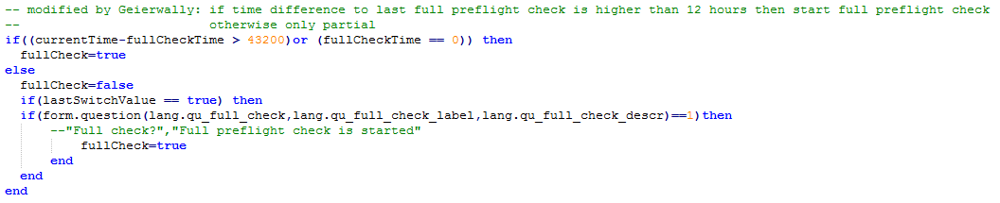 -- modified by Geierwally: if time difference to last full preflight check is higher than 12 hours then start full preflight check
--                          otherwise only partial
if((currentTime-fullCheckTime > 43200)or (fullCheckTime == 0)) then
  fullCheck=true
else
  fullCheck=false
  if(lastSwitchValue == true) then
  if(form.question(lang.qu_full_check,lang.qu_full_check_label,lang.qu_full_check_descr)==1)then
      --"Full check?","Full preflight check is started"
          fullCheck=true
      end
  end
end